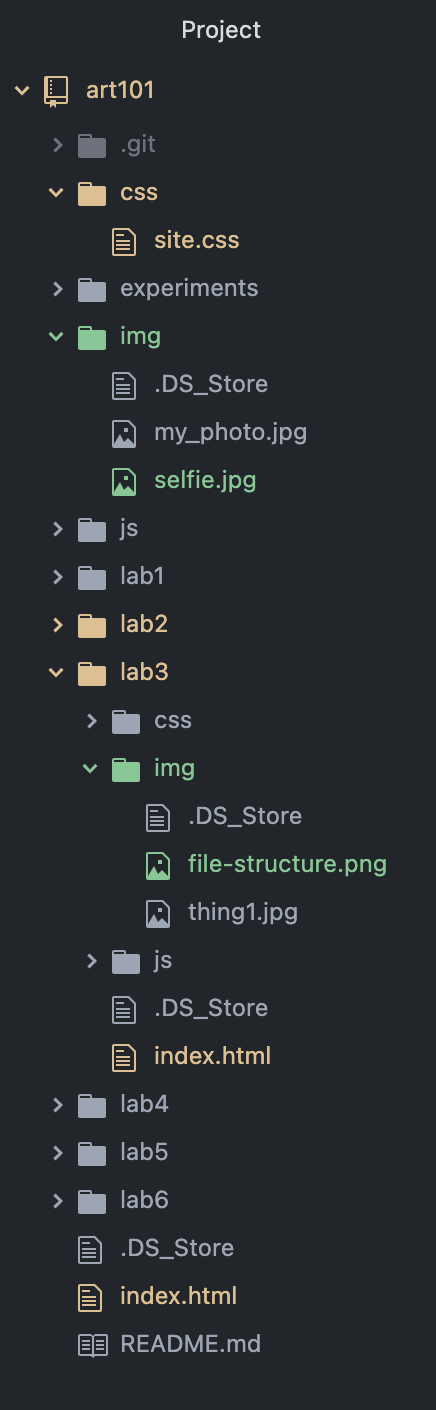 Project
art101
.git
css
site.css
experiments
img
.DS_Store
my_photo.jpg
selfie.jpg
js
lab1
lab2
lab3
css
img
.DS_Store
file-structure.png
thing1.jpg
js
.DS_Store
index.html
lab4
lab5
lab6
.DS_Store
index.html
README.md